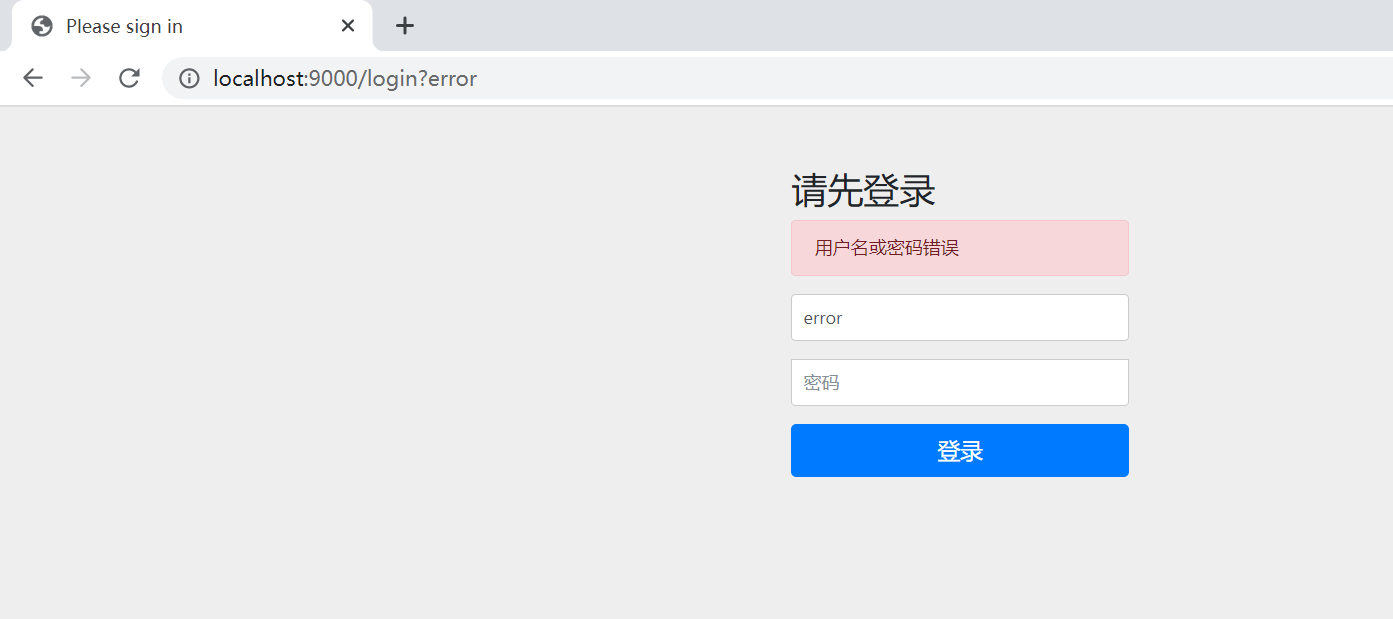 Please sign in
localhost:9000/login?error
请先登录
用户名或密码错误
error
密码
登录